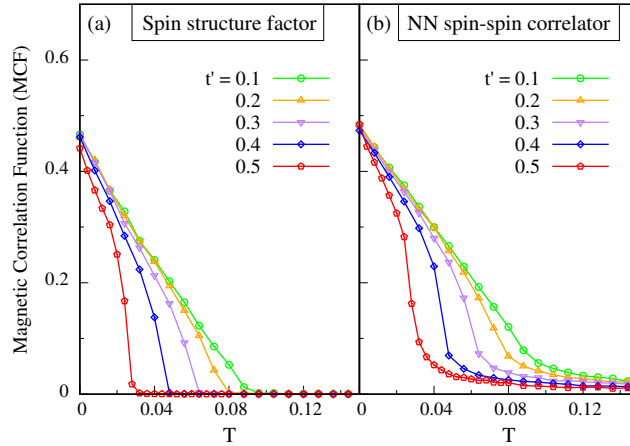 (a) Spin structure factor
(b) NN spin-spin correlator
Magnetic Correlation Function (MCF)
0.6
0.4
0.2
0
t' = 0.1
0.2
0.3
0.4
0.5
t' = 0.1
0.2
0.3
0.4
0.5
0 0.04 0.08 0.12
0 0.04 0.08 0.12
T
T